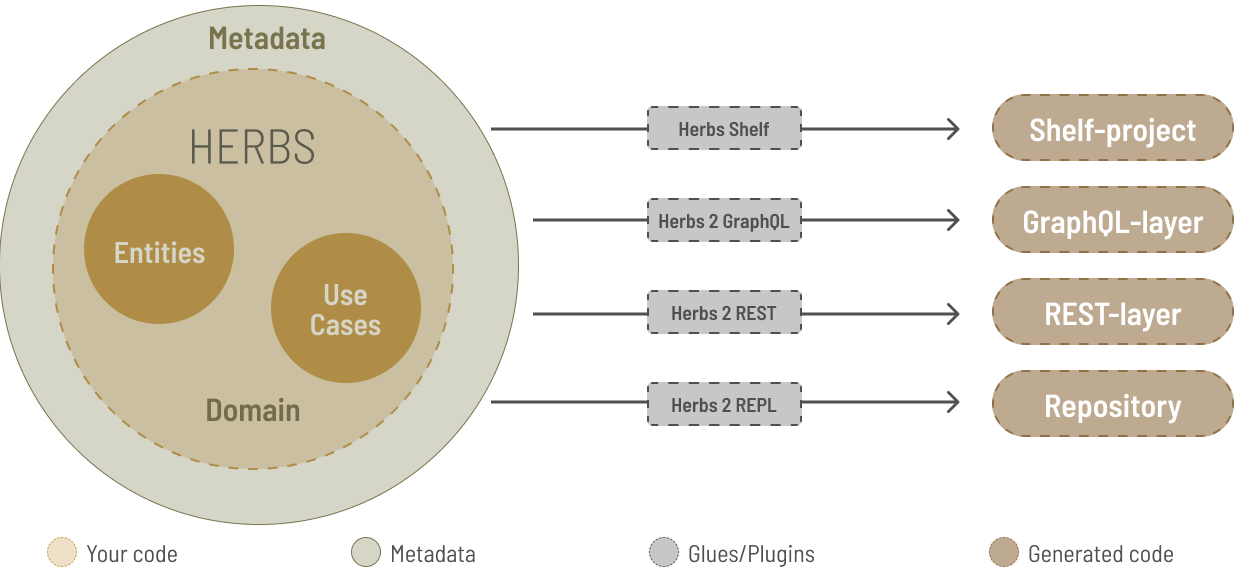 Metadata
HERBS
Entities
Use
Cases
Domain
Herbs Shelf
Shelf-project
Herbs 2 GraphQL
GraphQL-layer
Herbs 2 REST
REST-layer
Herbs 2 REPL
Repository
Your code
Metadata
Glues/Plugins
Generated code